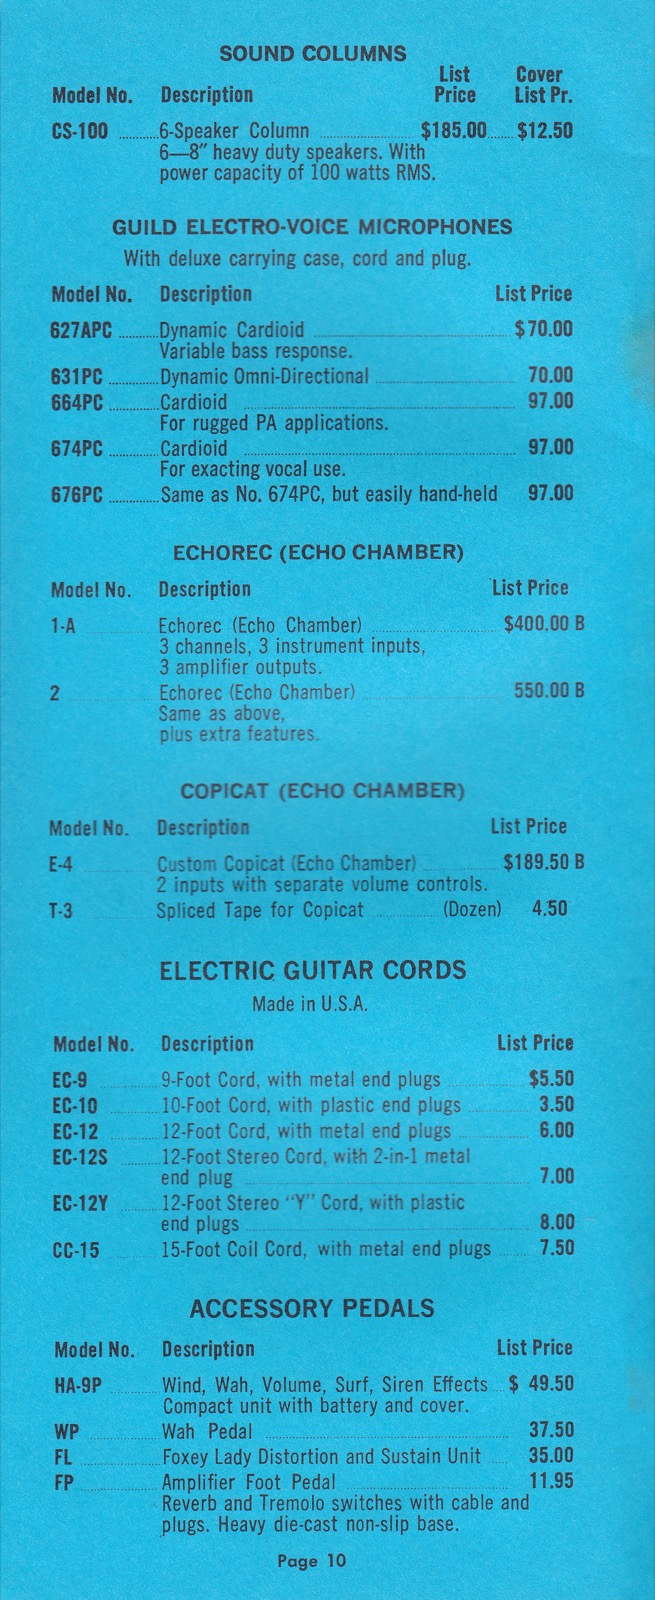 SOUND COLUMNS
List Cover
Model No. Description Price List Pr.
CS-100 ..........6-Speaker Column ........................ $185.00...... $12.50
6—8" heavy duty speakers. With
power capacity of 100 watts RMS.
GUILD ELECTRO-VOICE MICROPHONES
With deluxe carrying case, cord and plug.
Model No. Description List Price
627APC ..........Dynamic Cardioid .................................................. $70.00
Variable bass response.
631PC .............Dynamic Omni-Directional ................................... 70.00
664PC .............Cardioid ................................................................... 97.00
For rugged PA applications.
674PC .............Cardioid ................................................................... 97.00
For exacting vocal use.
676PC .............Same as No. 674PC, but easily hand-held 97.00
ECHOREC (ECHO CHAMBER)
Model No. Description List Price
1-A ................ Echorec (Echo Chamber) ................................ $400.00 B
3 channels, 3 instrument inputs,
3 amplifier outputs.
2 .................... Echorec (Echo Chamber) ................................ 550.00 B
Same as above,
plus extra features.
COPICAT (ECHO CHAMBER)
Model No. Description List Price
E-4 ................ Custom Copicat (Echo Chamber) .................. $189.50 B
2 inputs with separate volume controls.
T-3 ................ Spliced Tape for Copicat .................. (Dozen) 4.50
ELECTRIC GUITAR CORDS
Made in U.S.A.
Model No. Description List Price
EC-9 ............... 9-Foot Cord, with metal end plugs .................... $5.50
EC-10 ............. 10-Foot Cord, with plastic end plugs ................ 3.50
EC-12 ............. 12-Foot Cord, with metal end plugs .................. 6.00
EC-12S ........... 12-Foot Stereo Cord, with 2-in-1 metal
end plug ................................................................... 7.00
EC-12Y ........... 12-Foot Stereo "Y" Cord, with plastic
end plugs ................................................................. 8.00
CC-15 ............. 15-Foot Coil Cord, with metal end plugs ....... 7.50
ACCESSORY PEDALS
Model No. Description List Price
HA-9P .............Wind, Wah, Volume, Surf, Siren Effects ... $ 49.50
Compact unit with battery and cover.
WP ...................Wah Pedal ............................................................ 37.50
FL ....................Foxey Lady Distortion and Sustain Unit ..... 35.00
FP ....................Amplifier Foot Pedal ........................................... 11.95
Reverb and Tremolo switches with cable and
plugs. Heavy die-cast non-slip base.
Page 10